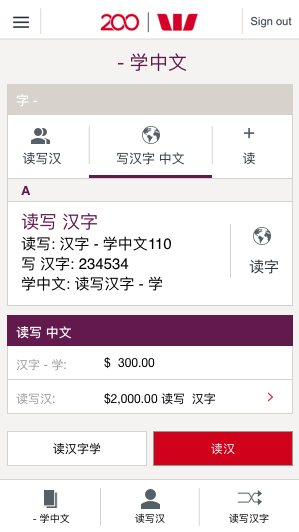 200 Sign out
- 学中文
字 -
读写汉 写汉字 中文 读
A
读写 汉字
读写: 汉字 - 学中文110
写 汉字: 234534
学中文: 读写汉字 - 学
读字
读写 中文
汉字 - 学: $ 300.00
读写汉: $2,000.00 读写 汉字
读汉字学 读汉
- 学中文 读写汉 读写汉字